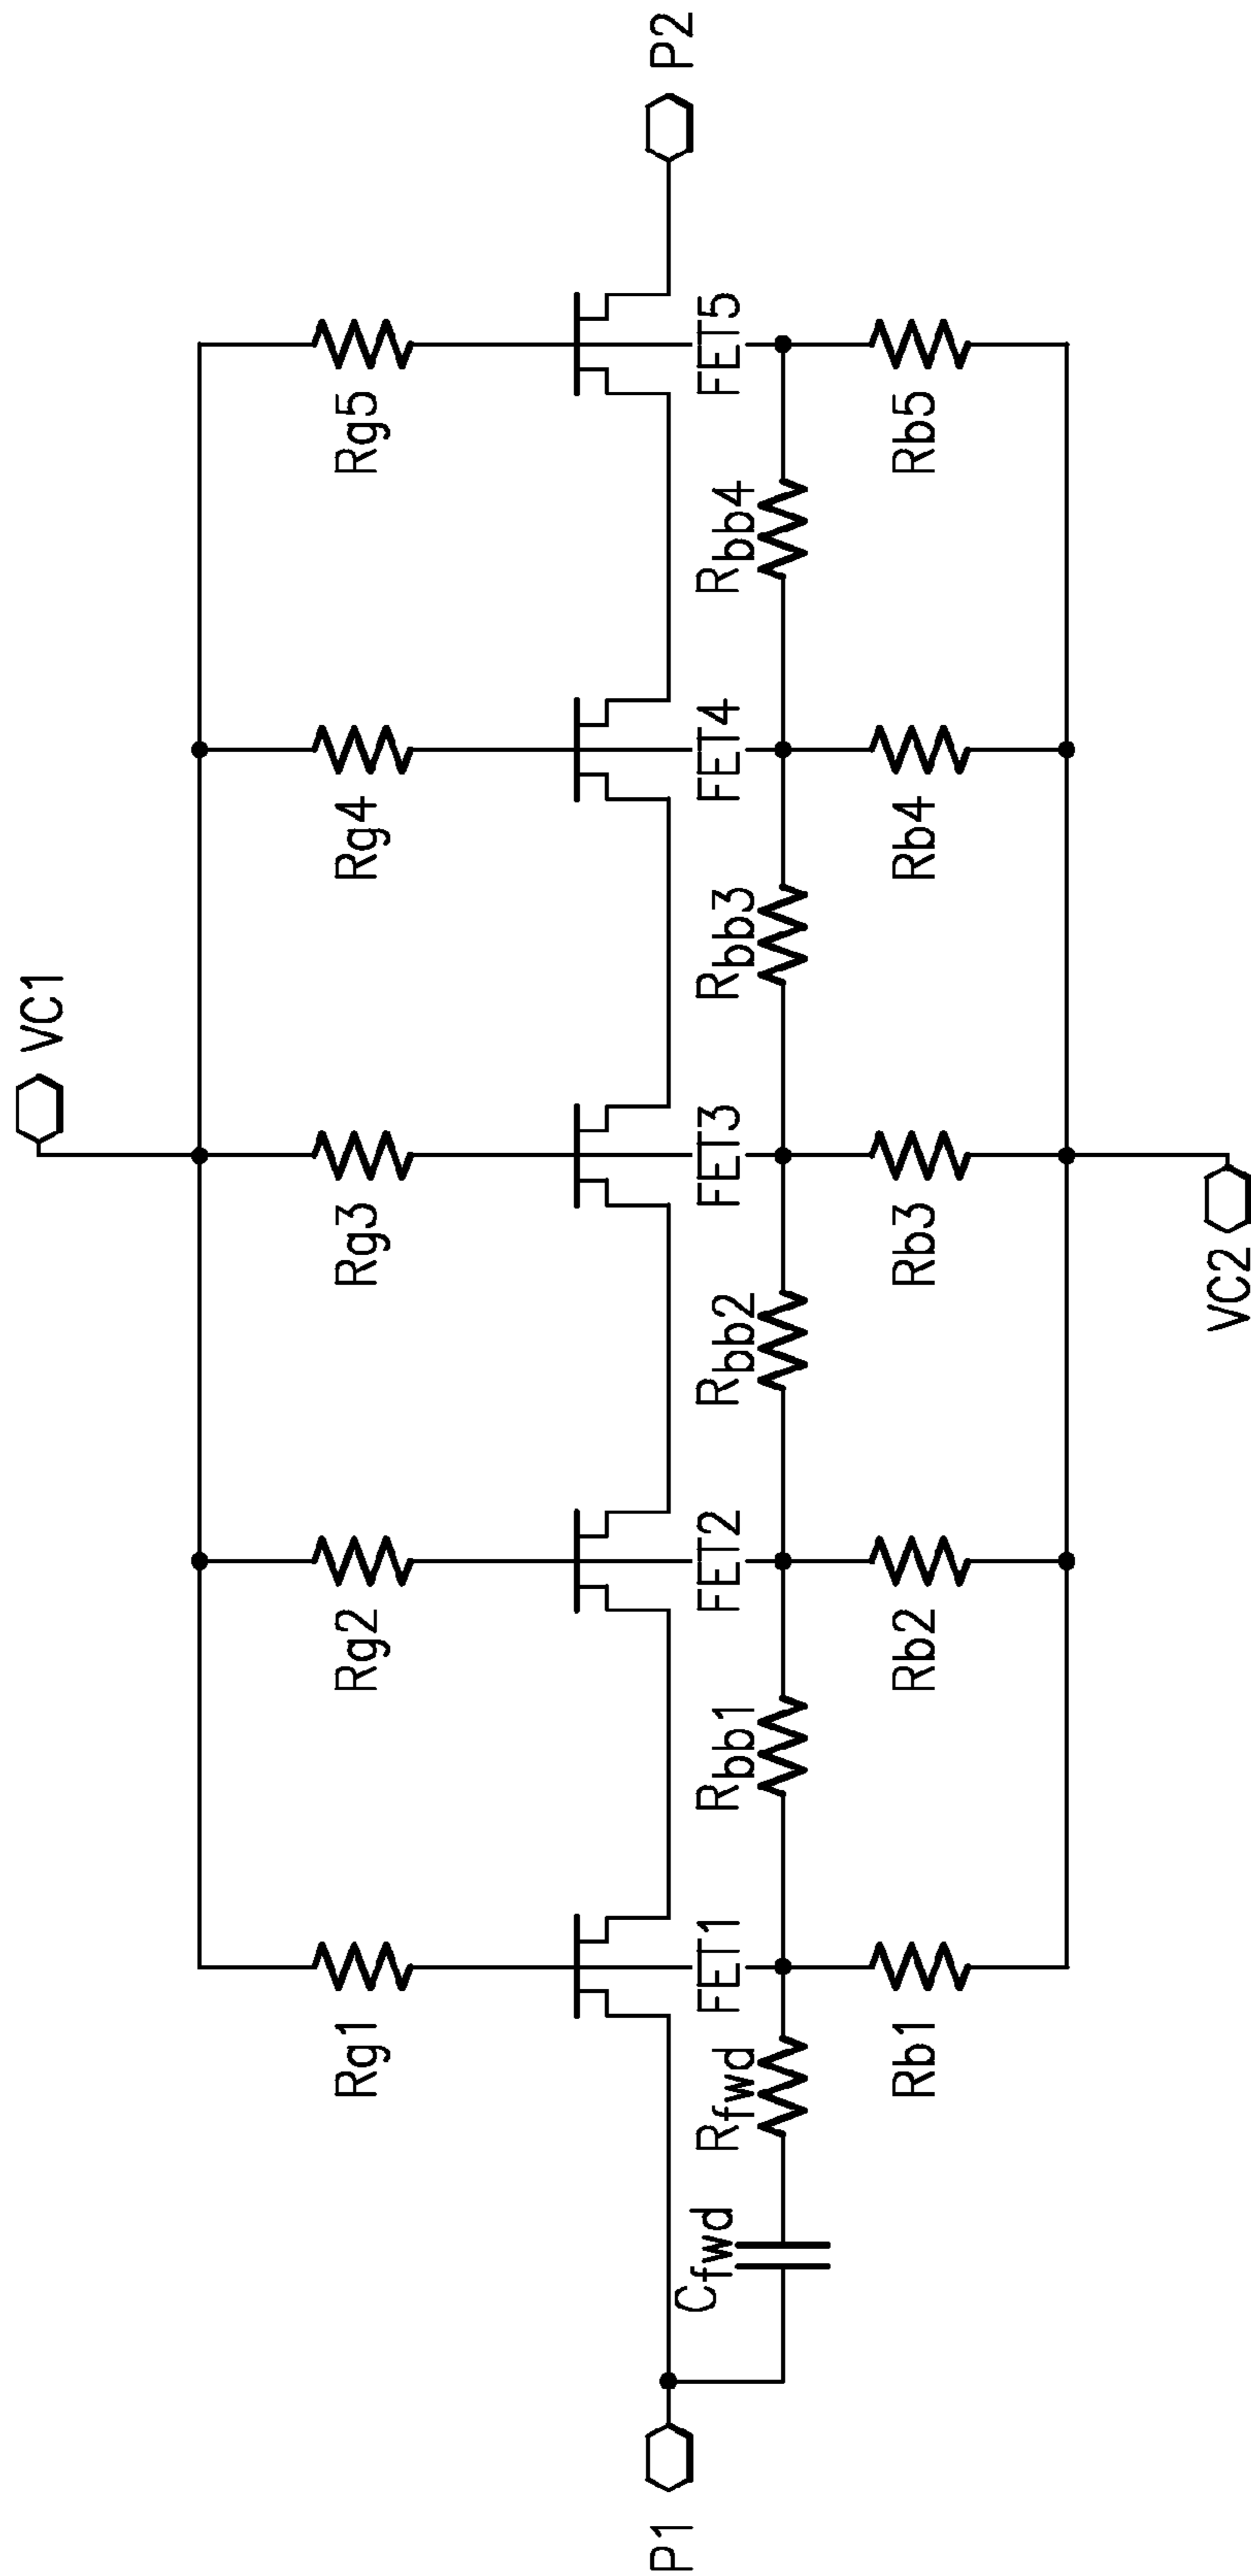 VC1
Rg1
Rg2
Rg3
Rg4
Rg5
P1
P2
FET1
FET2
FET3
FET4
FET5
Cfwd
Rfwd
Rbb1
Rbb2
Rbb3
Rbb4
Rb1
Rb2
Rb3
Rb4
Rb5
VC2